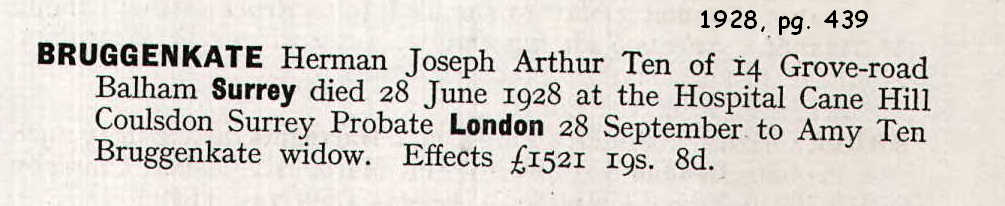 1928, pg. 439
BRUGGENKATE Herman Joseph Arthur Ten of 14 Grove-road
Balham Surrey died 28 June 1928 at the Hospital Cane Hill
Coulsdon Surrey Probate London 28 September to Amy Ten
Bruggenkate widow. Effects £1521 19s. 8d.